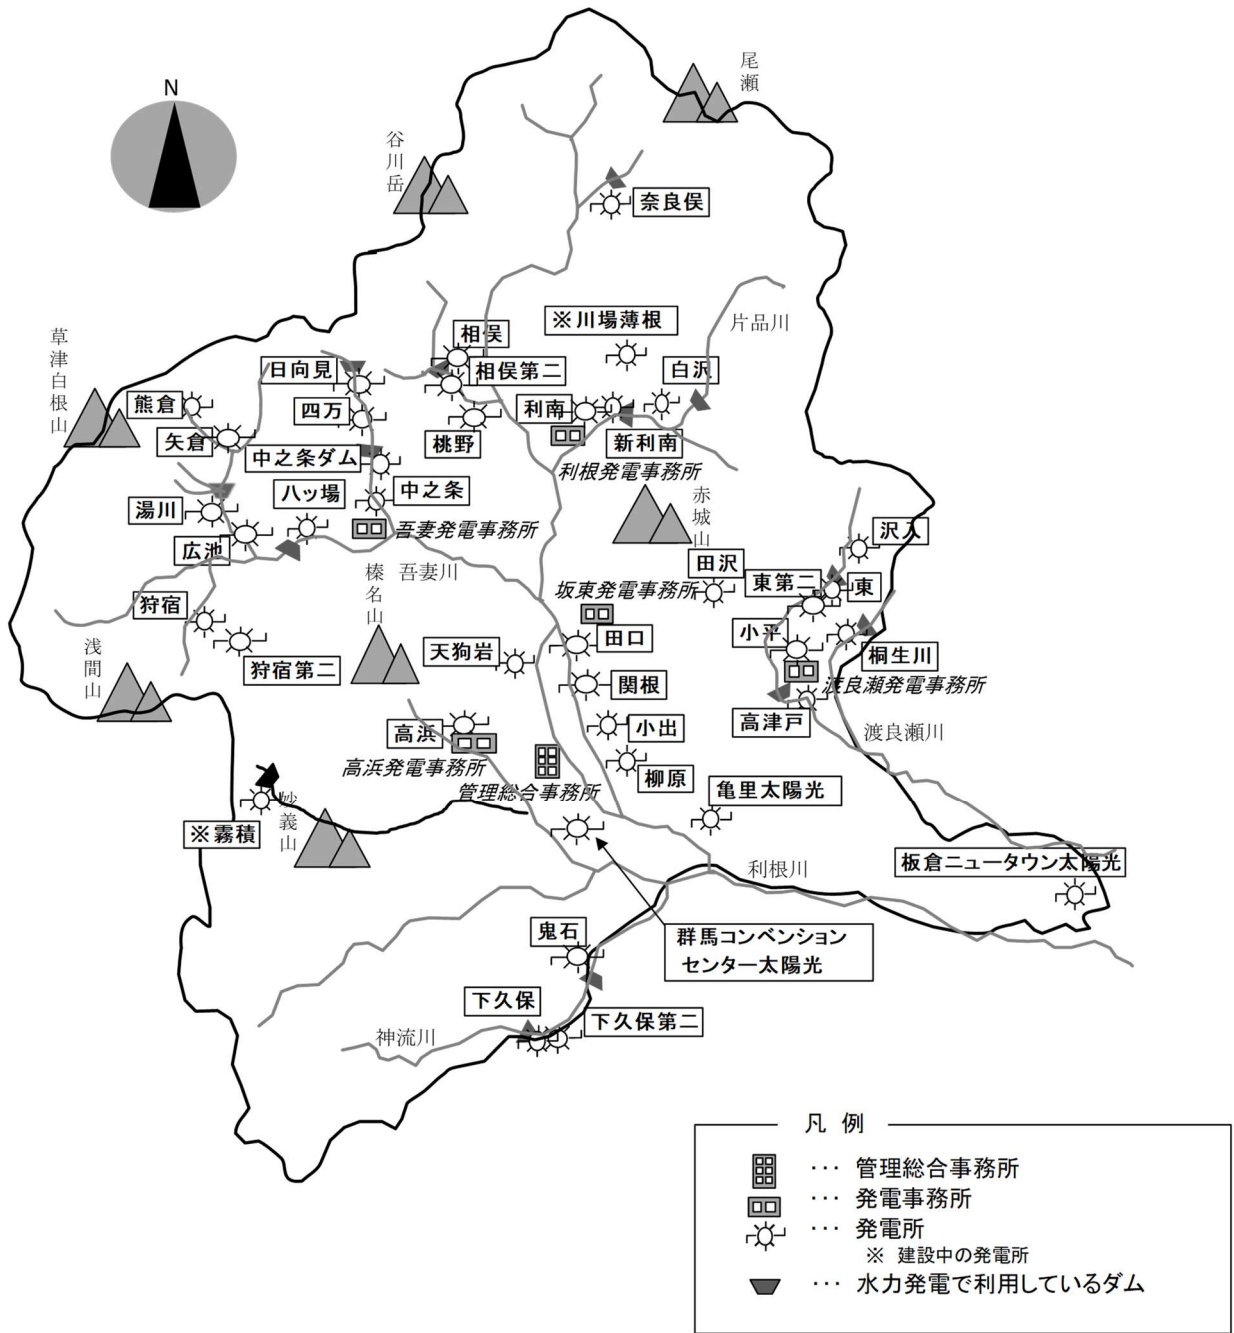 N
尾瀬
谷川岳
奈良俣
片品川
※川場薄根
相俣
草津白根山
日向見
相俣第二
白沢
熊倉
四万
利南
矢倉
桃野
新利南
中之条ダム
利根発電事務所
八ッ場
中之条
赤城山
湯川
吾妻発電事務所
沢入
広池
榛名山
吾妻川
田沢
東第二
東
狩宿
坂東発電事務所
小平
浅間山
狩宿第二
天狗岩
田口
桐生川
関根
渡良瀬発電事務所
高浜
小出
高津戸
渡良瀬川
高浜発電事務所
管理総合事務所
柳原
亀里太陽光
※霧積
妙義山
板倉ニュータウン太陽光
利根川
鬼石
群馬コンベンション
センター太陽光
下久保
下久保第二
神流川
凡 例
･･･ 管理総合事務所
･･･ 発電事務所
･･･ 発電所
※ 建設中の発電所
･･･ 水力発電で利用しているダム